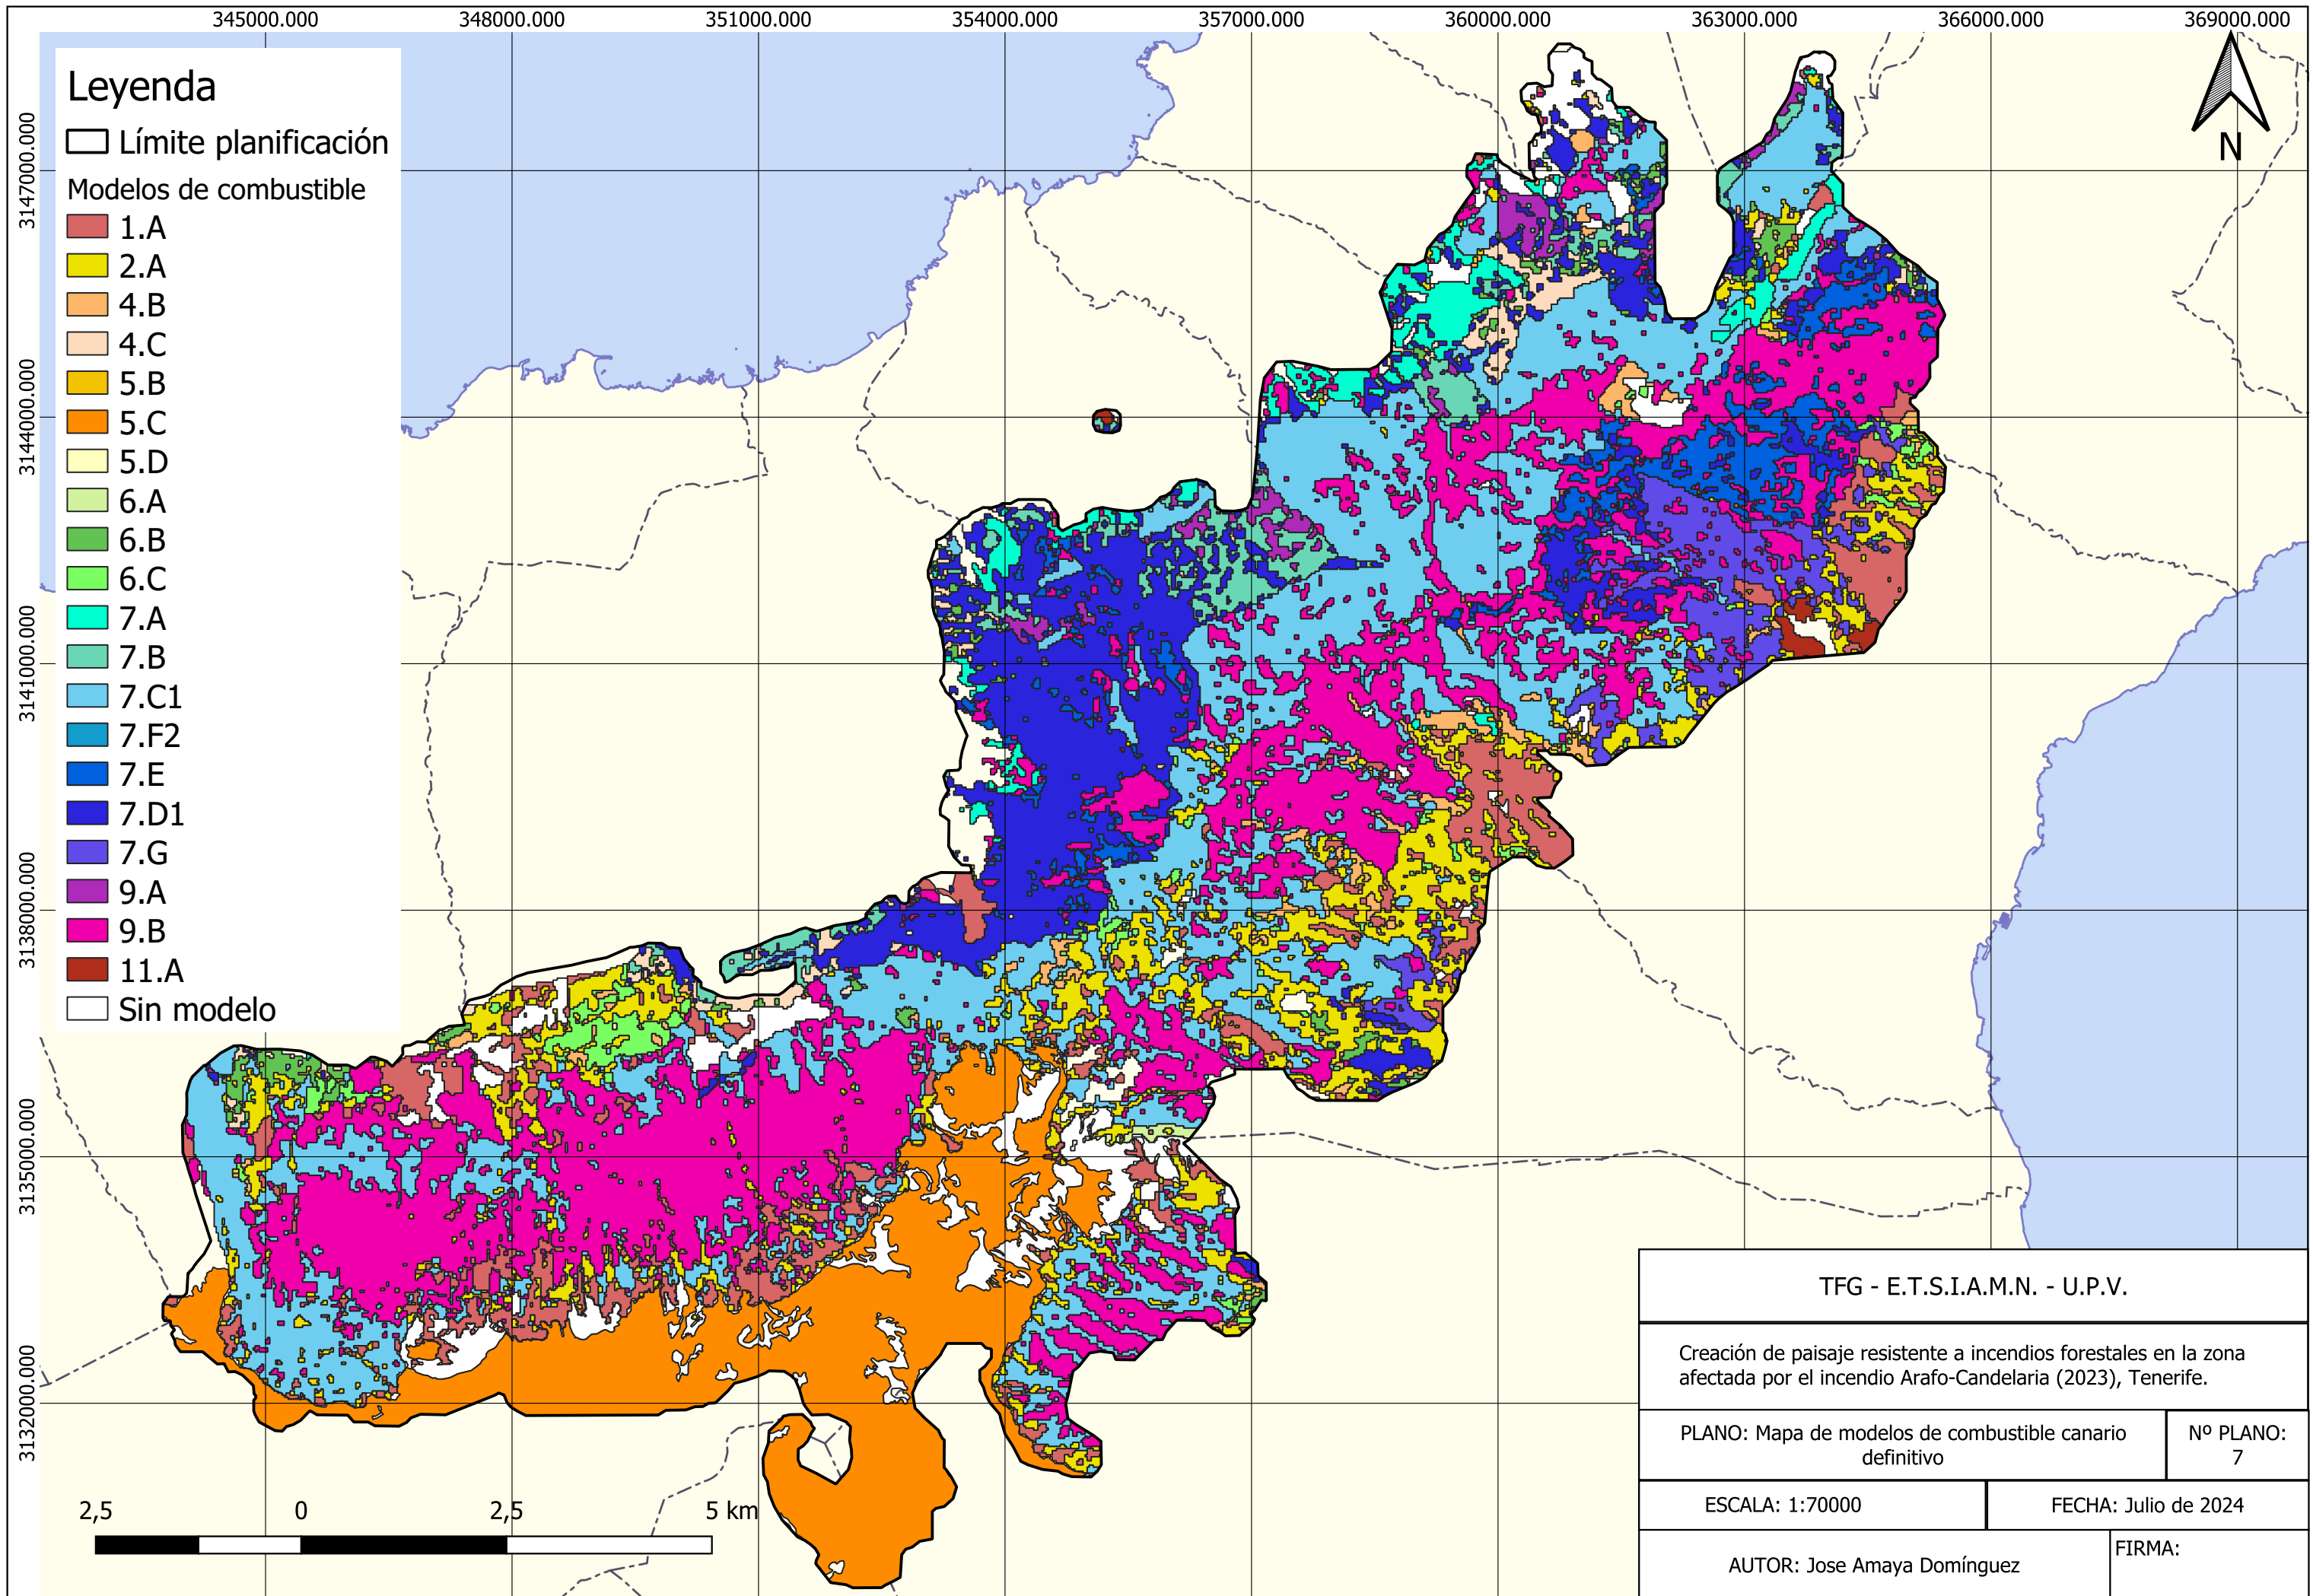 345000.000 348000.000 351000.000 354000.000 357000.000 360000.000 363000.000 366000.000 369000.000
3147000.000
3144000.000
3141000.000
3138000.000
3135000.000
3132000.000
Leyenda
Límite planificación
Modelos de combustible
1.A
2.A
4.B
4.C
5.B
5.C
5.D
6.A
6.B
6.C
7.A
7.B
7.C1
7.F2
7.E
7.D1
7.G
9.A
9.B
11.A
Sin modelo
N
2,5 0 2,5 5 km
TFG - E.T.S.I.A.M.N. - U.P.V.
Creación de paisaje resistente a incendios forestales en la zona
afectada por el incendio Arafo-Candelaria (2023), Tenerife.
PLANO: Mapa de modelos de combustible canario
definitivo
Nº PLANO:
7
ESCALA: 1:70000
FECHA: Julio de 2024
AUTOR: Jose Amaya Domínguez
FIRMA: